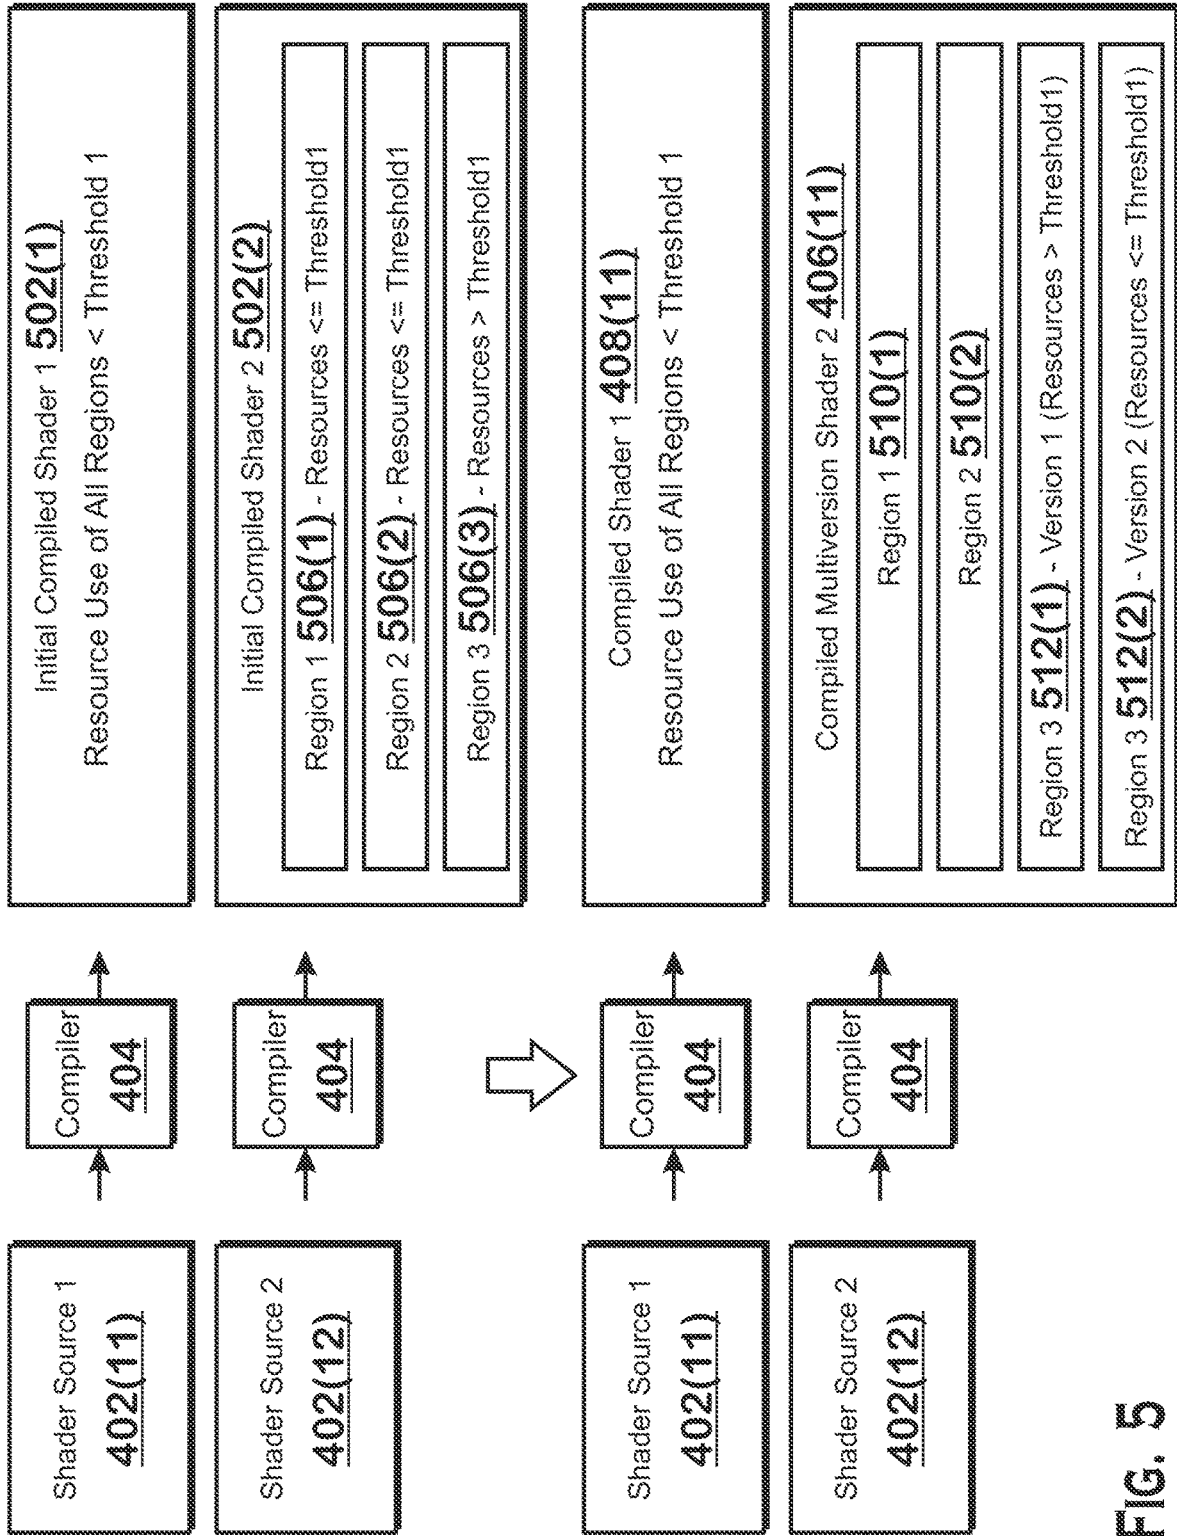 Shader Source 1
402(11)
Compiler
404
Initial Compiled Shader 1 502(1)
Resource Use of All Regions < Threshold 1
Shader Source 2
402(12)
Compiler
404
Initial Compiled Shader 2 502(2)
Region 1 506(1) - Resources <= Threshold1
Region 2 506(2) - Resources <= Threshold1
Region 3 506(3) - Resources > Threshold1
Shader Source 1
402(11)
Compiler
404
Compiled Shader 1 408(11)
Resource Use of All Regions < Threshold 1
Shader Source 2
402(12)
Compiler
404
Compiled Multiversion Shader 2 406(11)
Region 1 510(1)
Region 2 510(2)
Region 3 512(1) - Version 1 (Resources > Threshold1)
Region 3 512(2) - Version 2 (Resources <= Threshold1)
FIG. 5